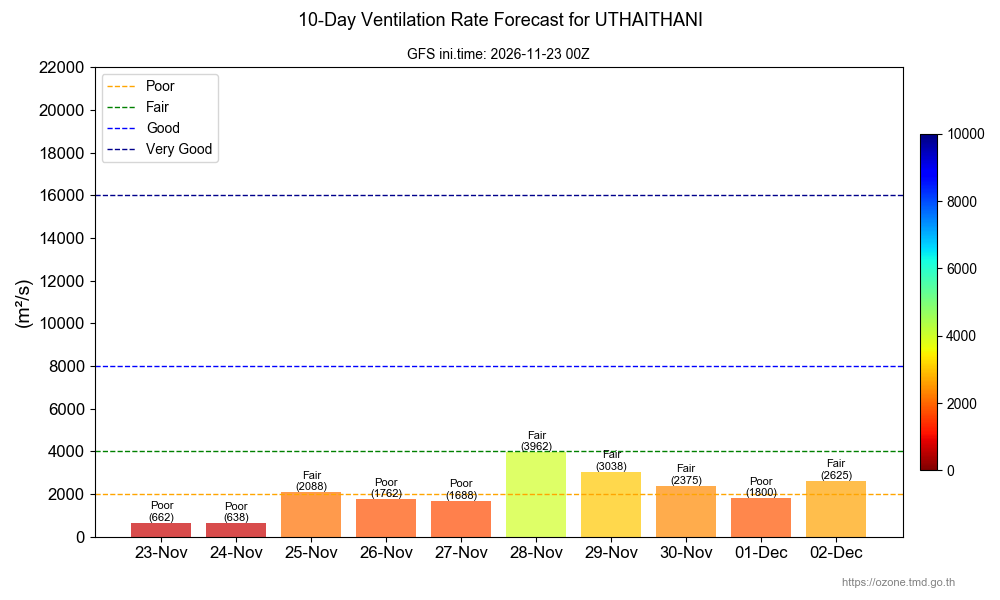 10-Day Ventilation Rate Forecast for UTHAITHANI
GFS ini.time: 2026-11-23 00Z
22000
20000
18000
16000
14000
12000
10000
8000
6000
4000
2000
0
(m²/s)
Poor
Fair
Good
Very Good
Poor
(662)
Poor
(638)
Fair
(2088)
Poor
(1762)
Poor
(1688)
Fair
(3962)
Fair
(3038)
Fair
(2375)
Poor
(1800)
Fair
(2625)
23-Nov
24-Nov
25-Nov
26-Nov
27-Nov
28-Nov
29-Nov
30-Nov
01-Dec
02-Dec
10000
8000
6000
4000
2000
0
https://ozone.tmd.go.th